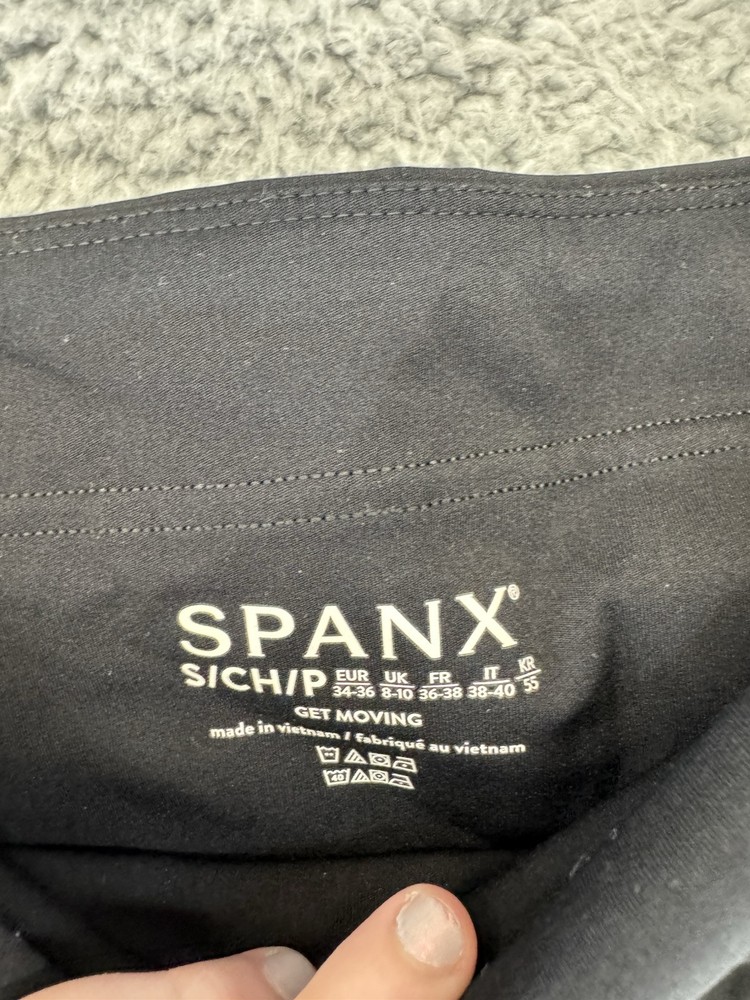 SPANX®
S/CH/P EUR 34-36 UK 8-10 FR 36-38 IT 38-40 KR 55
GET MOVING
made in vietnam / fabriqué au vietnam
40